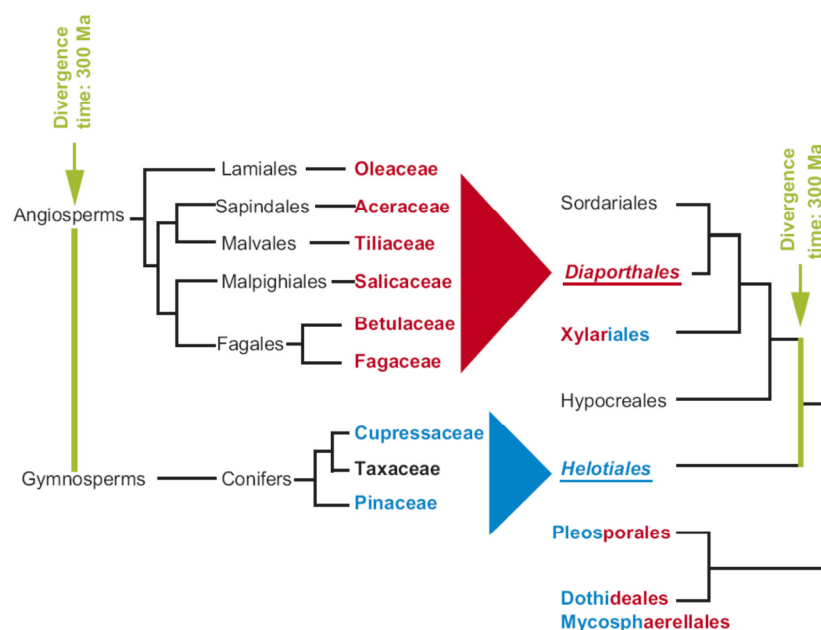 Divergence
time: 300 Ma
Divergence
time: 300 Ma
Angiosperms
Lamiales
Oleaceae
Sapindales
Aceraceae
Malvales
Tiliaceae
Malpighiales
Salicaceae
Fagales
Betulaceae
Fagaceae
Gymnosperms
Conifers
Cupressaceae
Taxaceae
Pinaceae
Sordariales
Diaporthales
Xylariales
Hypocreales
Helotiales
Pleosporales
Dothideales
Mycosphaerellales